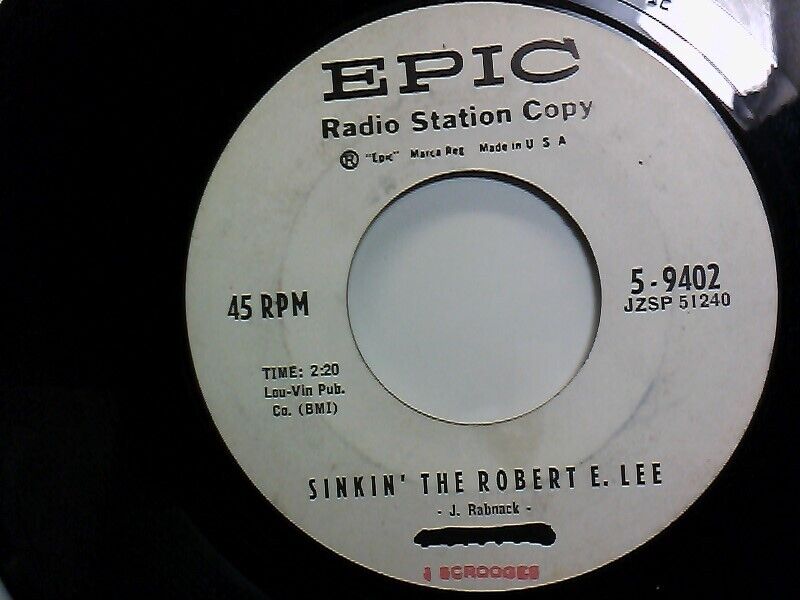 EPIC
Radio Station Copy
® "Epic" Marca Reg Made in U S A
45 RPM
5-9402
JZSP 51240
TIME: 2:20
Lou-Vin Pub.
Co. (BMI)
SINKIN' THE ROBERT E. LEE
- J. Rabnack -
SCROOGES